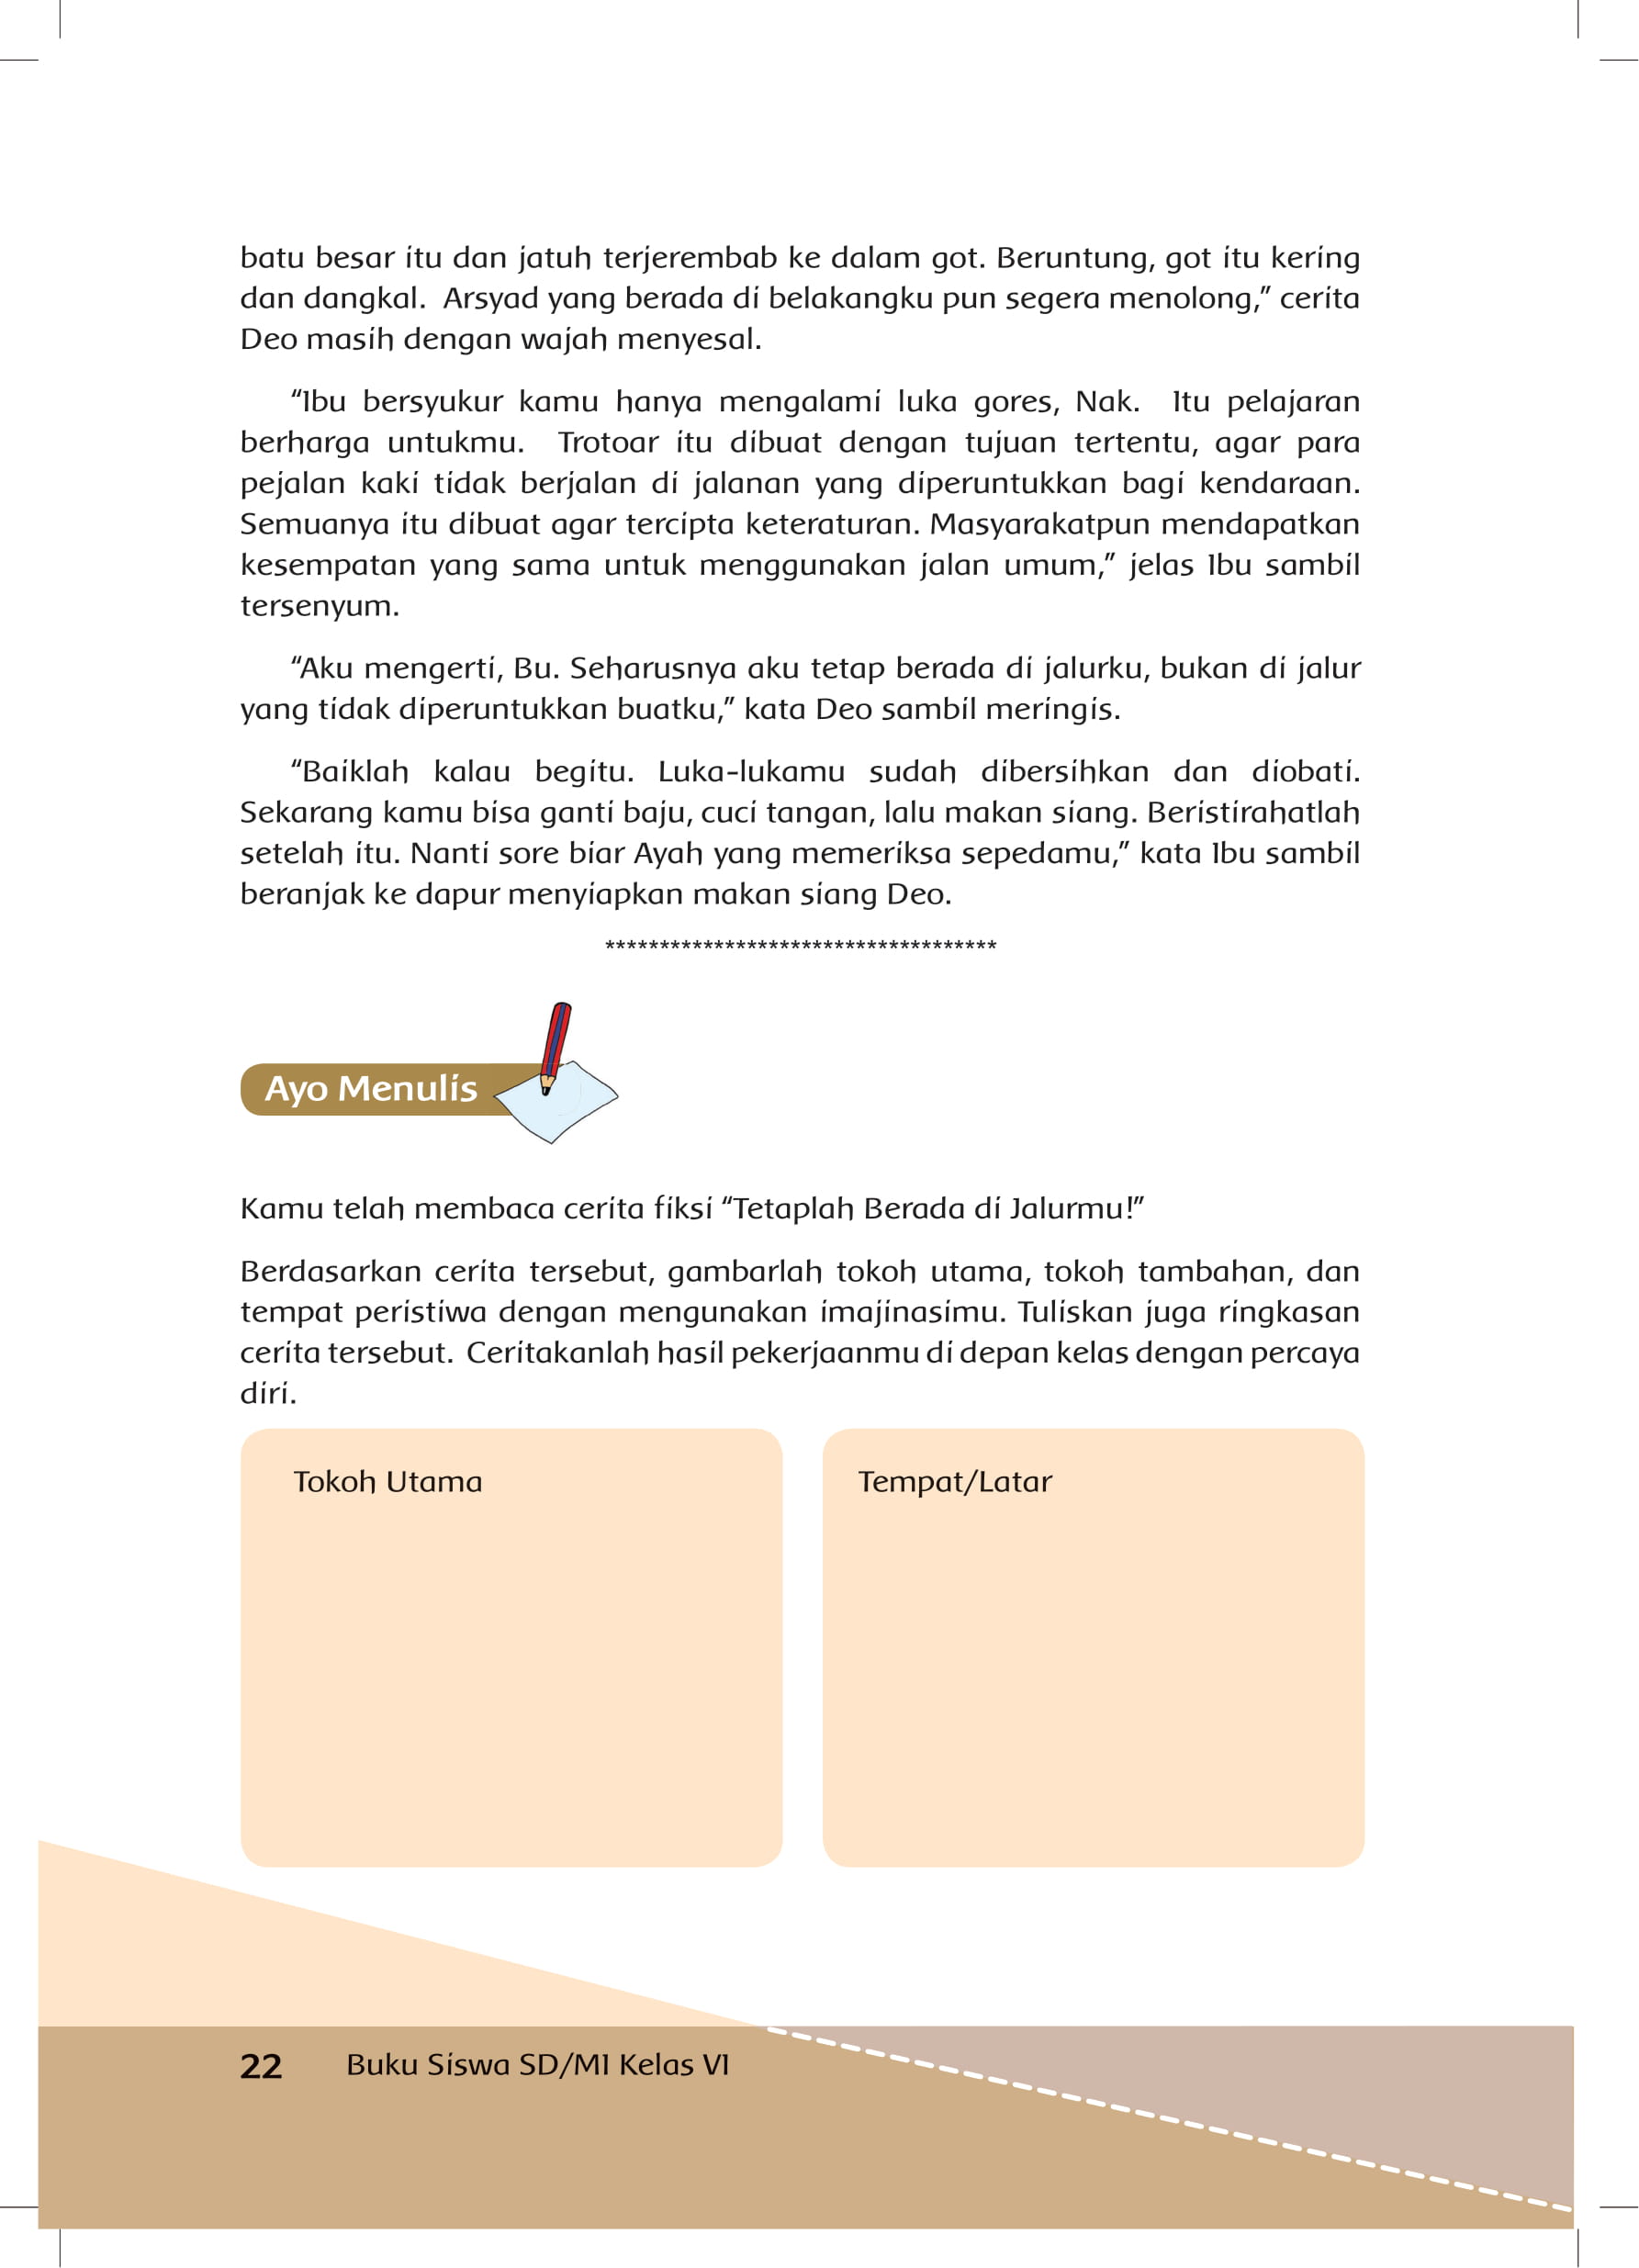 batu besar itu dan jatuh terjerembab ke dalam got. Beruntung, got itu kering
dan dangkal.  Arsyad yang berada di belakangku pun segera menolong,” cerita
Deo masih dengan wajah menyesal.
“Ibu bersyukur kamu hanya mengalami luka gores, Nak.  Itu pelajaran
berharga untukmu.  Trotoar itu dibuat dengan tujuan tertentu, agar para
pejalan kaki tidak berjalan di jalanan yang diperuntukkan bagi kendaraan.
Semuanya itu dibuat agar tercipta keteraturan. Masyarakatpun mendapatkan
kesempatan yang sama untuk menggunakan jalan umum,” jelas Ibu sambil
tersenyum.
“Aku mengerti, Bu. Seharusnya aku tetap berada di jalurku, bukan di jalur
yang tidak diperuntukkan buatku,” kata Deo sambil meringis.
“Baiklah kalau begitu. Luka-lukamu sudah dibersihkan dan diobati.
Sekarang kamu bisa ganti baju, cuci tangan, lalu makan siang. Beristirahatlah
setelah itu. Nanti sore biar Ayah yang memeriksa sepedamu,” kata Ibu sambil
beranjak ke dapur menyiapkan makan siang Deo.
************************************
Ayo Menulis
Kamu telah membaca cerita fiksi “Tetaplah Berada di Jalurmu!”
Berdasarkan cerita tersebut, gambarlah tokoh utama, tokoh tambahan, dan
tempat peristiwa dengan mengunakan imajinasimu. Tuliskan juga ringkasan
cerita tersebut.  Ceritakanlah hasil pekerjaanmu di depan kelas dengan percaya
diri.
Tokoh Utama
Tempat/Latar
22 Buku Siswa SD/MI Kelas VI